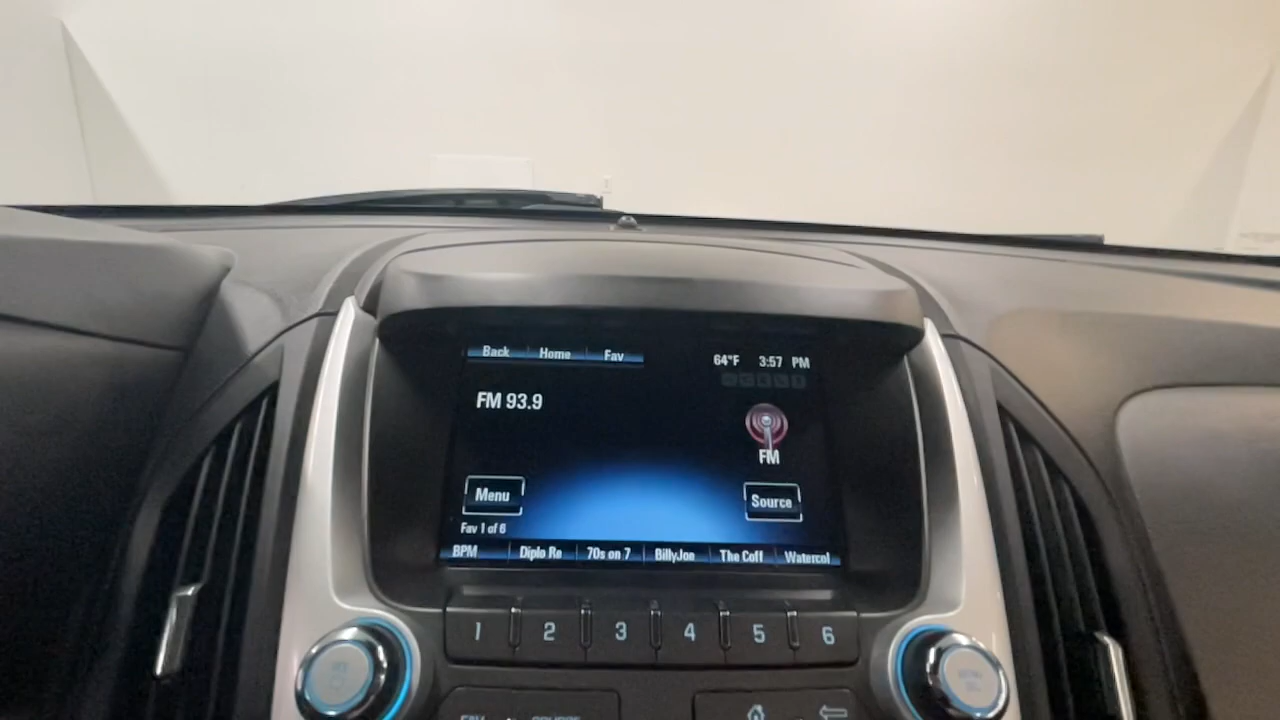 Back Home Fav 64°F 3:57 PM
FM 93.9
FM
Menu Source
Fav 1 of 6
BPM Diplo Re 70s on 7 BillyJoe The Coff Watercol
1 2 3 4 5 6